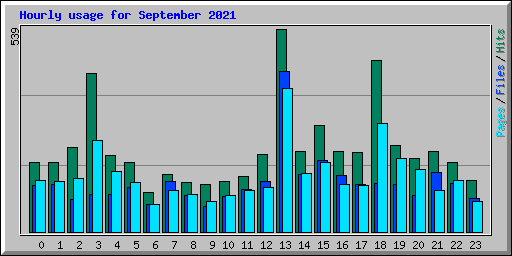 Hourly usage for September 2021
539
Pages / Files / Hits
0 1 2 3 4 5 6 7 8 9 10 11 12 13 14 15 16 17 18 19 20 21 22 23